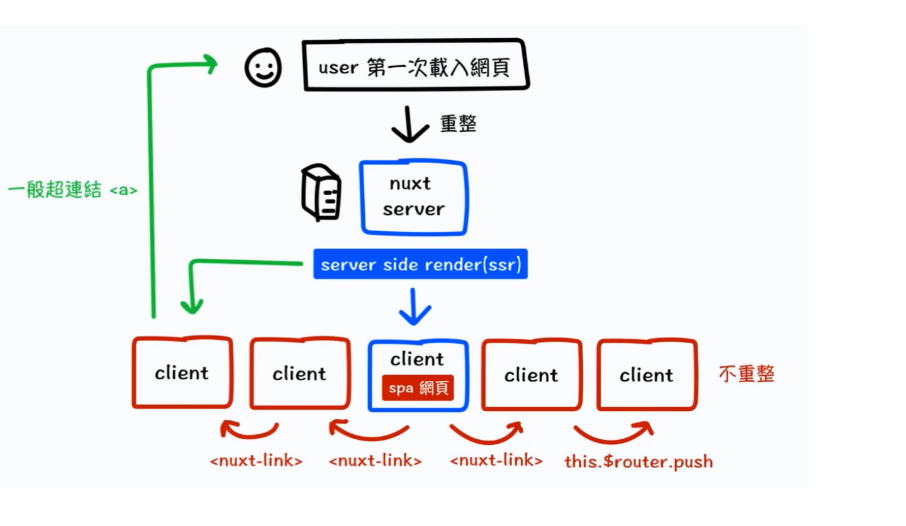 user 第一次載入網頁
重整
一般超連結 <a>
nuxt
server
server side render(ssr)
client
client
client
spa 網頁
client
client
不重整
<nuxt-link>
<nuxt-link>
<nuxt-link>
this.$router.push